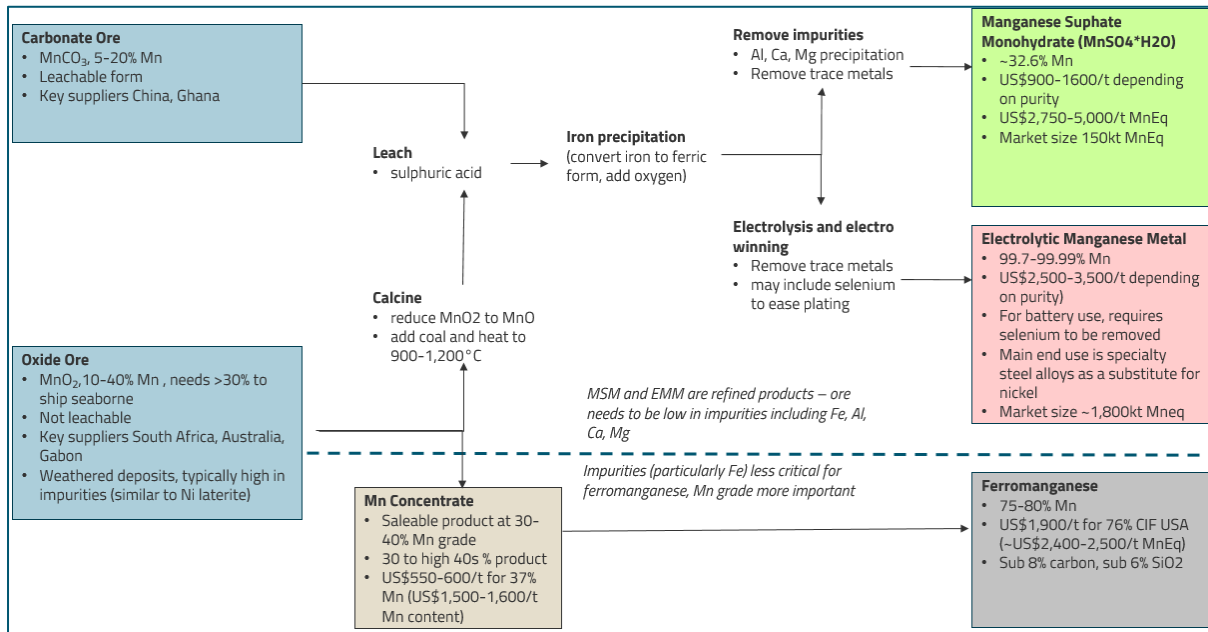 Carbonate Ore
• MnCO₃, 5-20% Mn
• Leachable form
• Key suppliers China, Ghana
Remove impurities
• Al, Ca, Mg precipitation
• Remove trace metals
Manganese Suphate
Monohydrate (MnSO4*H2O)
• ~32.6% Mn
• US$900-1600/t depending
on purity
• US$2,750-5,000/t MnEq
• Market size 150kt MnEq
Leach
• sulphuric acid
Iron precipitation
(convert iron to ferric
form, add oxygen)
Electrolysis and electro
winning
• Remove trace metals
• may include selenium
to ease plating
Electrolytic Manganese Metal
• 99.7-99.99% Mn
• US$2,500-3,500/t depending
on purity)
• For battery use, requires
selenium to be removed
• Main end use is specialty
steel alloys as a substitute for
nickel
• Market size ~1,800kt Mneq
Calcine
• reduce MnO2 to MnO
• add coal and heat to
900-1,200°C
Oxide Ore
• MnO₂,10-40% Mn , needs >30% to
ship seaborne
• Not leachable
• Key suppliers South Africa, Australia,
Gabon
• Weathered deposits, typically high in
impurities (similar to Ni laterite)
MSM and EMM are refined products – ore
needs to be low in impurities including Fe, Al,
Ca, Mg
Impurities (particularly Fe) less critical for
ferromanganese, Mn grade more important
Mn Concentrate
• Saleable product at 30-
40% Mn grade
• 30 to high 40s % product
• US$550-600/t for 37%
Mn (US$1,500-1,600/t
Mn content)
Ferromanganese
• 75-80% Mn
• US$1,900/t for 76% CIF USA
(~US$2,400-2,500/t MnEq)
• Sub 8% carbon, sub 6% SiO2